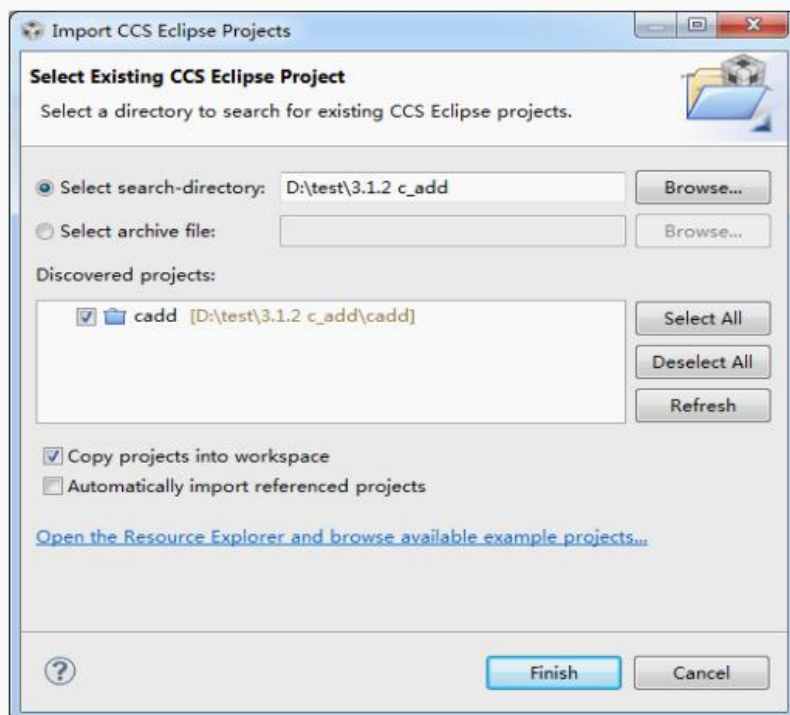 Import CCS Eclipse Projects
Select Existing CCS Eclipse Project
Select a directory to search for existing CCS Eclipse projects.
Select search-directory: D:\test\3.1.2 c_add Browse...
Select archive file: Browse...
Discovered projects:
cadd [D:\test\3.1.2 c_add\cadd] Select All
Deselect All
Refresh
Copy projects into workspace
Automatically import referenced projects
Open the Resource Explorer and browse available example projects...
? Finish Cancel